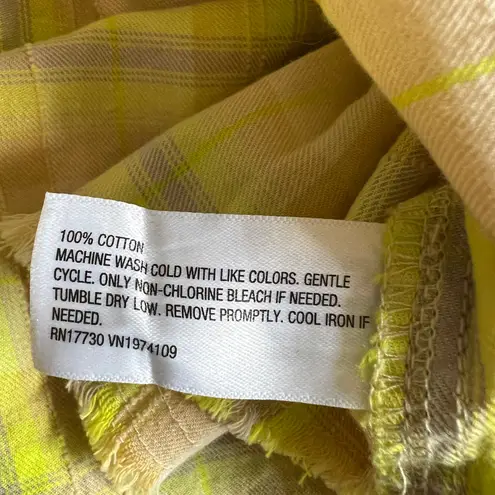 100% COTTON
MACHINE WASH COLD WITH LIKE COLORS. GENTLE
CYCLE. ONLY NON-CHLORINE BLEACH IF NEEDED.
TUMBLE DRY LOW. REMOVE PROMPTLY. COOL IRON IF
NEEDED.
RN17730 VN1974109